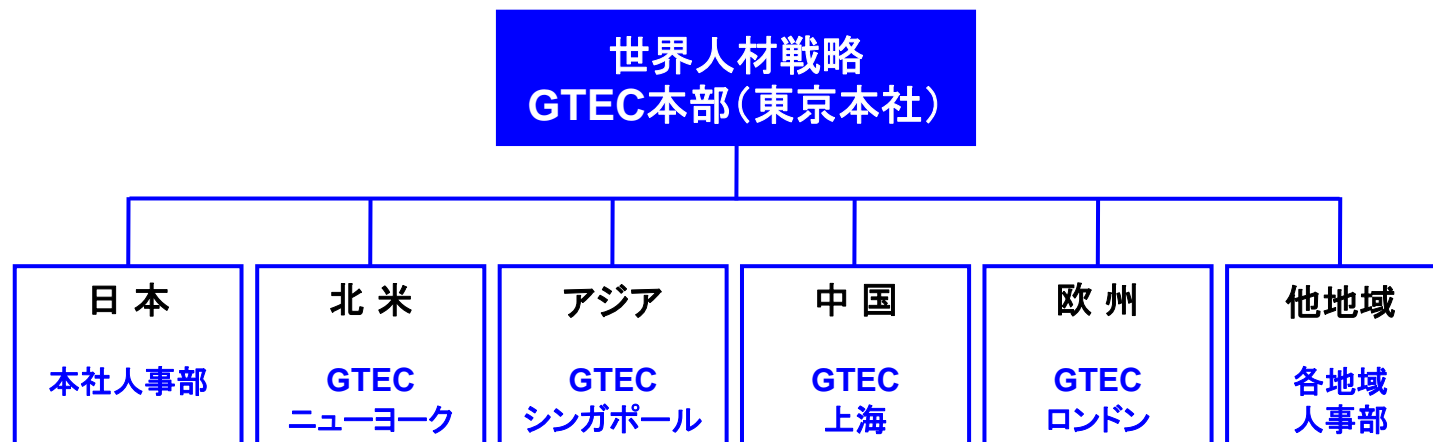 世界人材戦略
GTEC本部（東京本社）
日 本
本社人事部
北 米
GTEC
ニューヨーク
アジア
GTEC
シンガポール
中 国
GTEC
上海
欧 州
GTEC
ロンドン
他地域
各地域
人事部